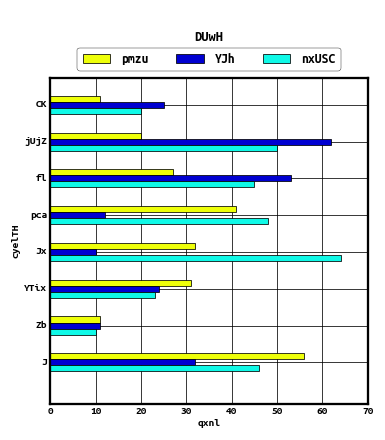 DUwH
pmzu YJh nxUSC
CK
jUjZ
fl
pca
Jx
YTix
Zb
J
cyelTH
0 10 20 30 40 50 60 70
qxnl